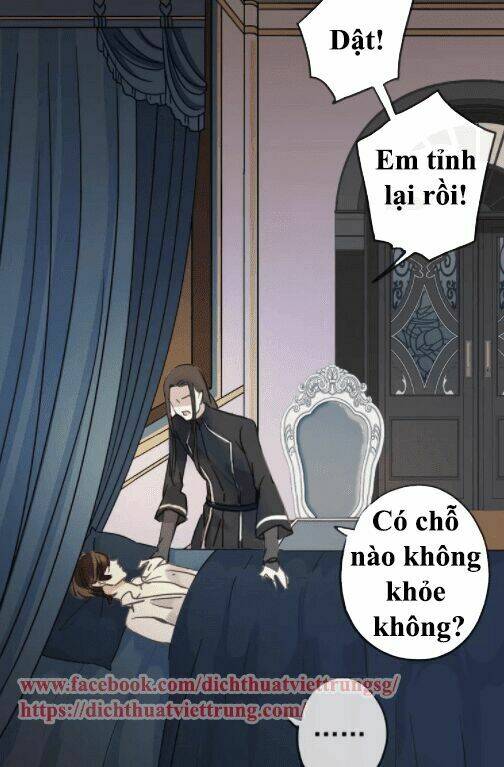 Dật!
Em tỉnh
lại rồi!
Có chỗ
nào không
khỏe
không?
www.facebook.com/dichthuatviettrungsg/
https://dichthuatviettrung.com/
......